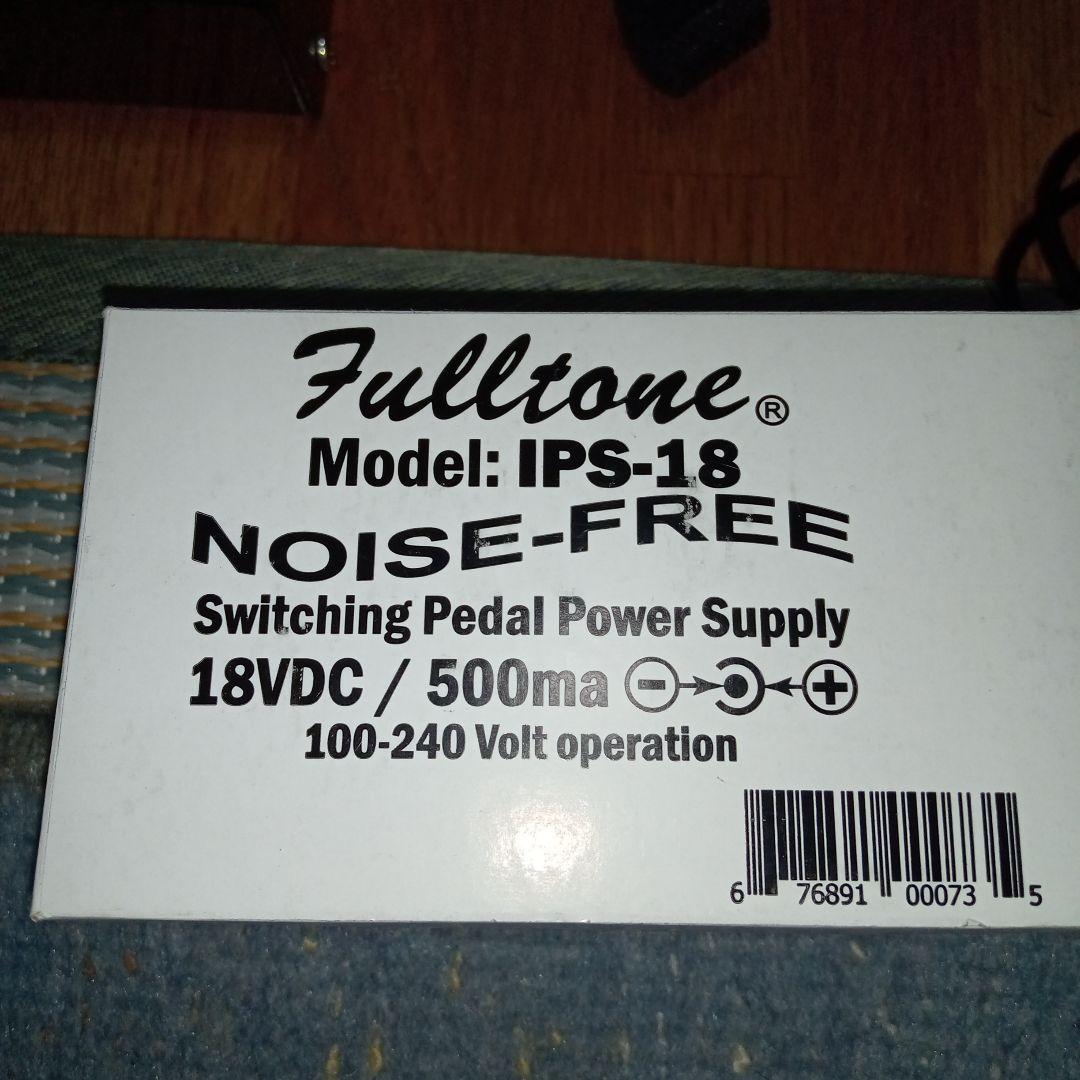 Fulltone®
Model: IPS-18
NOISE-FREE
Switching Pedal Power Supply
18VDC / 500ma - +
100-240 Volt operation
6 76891 00073 5